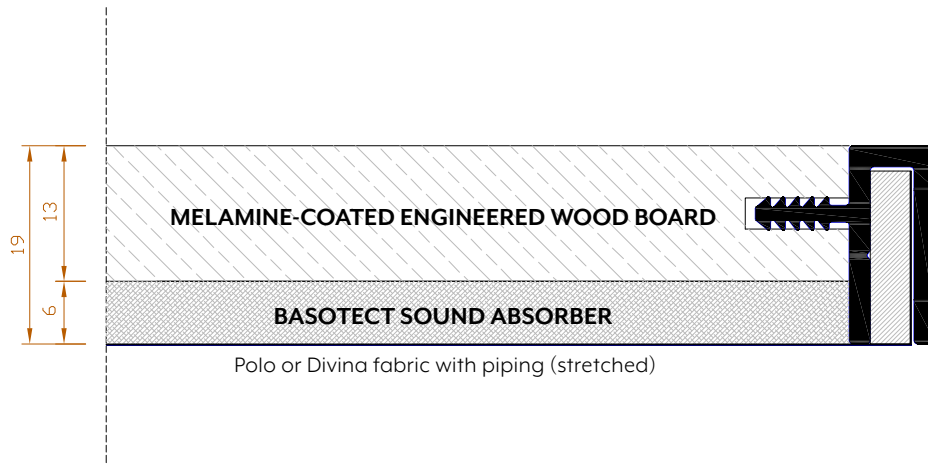 19
13
MELAMINE-COATED ENGINEERED WOOD BOARD
6
BASOTECT SOUND ABSORBER
Polo or Divina fabric with piping (stretched)